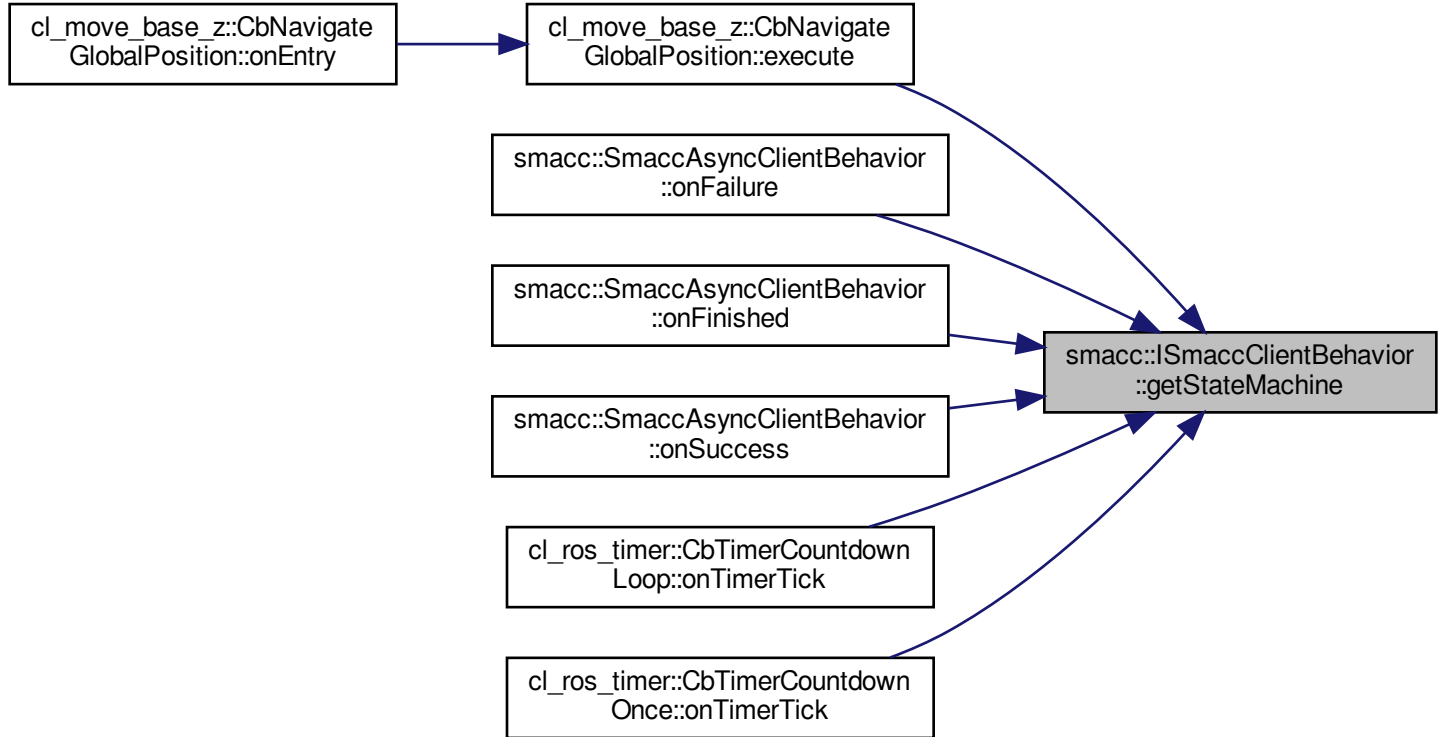 cl_move_base_z::CbNavigate
GlobalPosition::onEntry
cl_move_base_z::CbNavigate
GlobalPosition::execute
smacc::SmaccAsyncClientBehavior
::onFailure
smacc::SmaccAsyncClientBehavior
::onFinished
smacc::ISmaccClientBehavior
::getStateMachine
smacc::SmaccAsyncClientBehavior
::onSuccess
cl_ros_timer::CbTimerCountdown
Loop::onTimerTick
cl_ros_timer::CbTimerCountdown
Once::onTimerTick